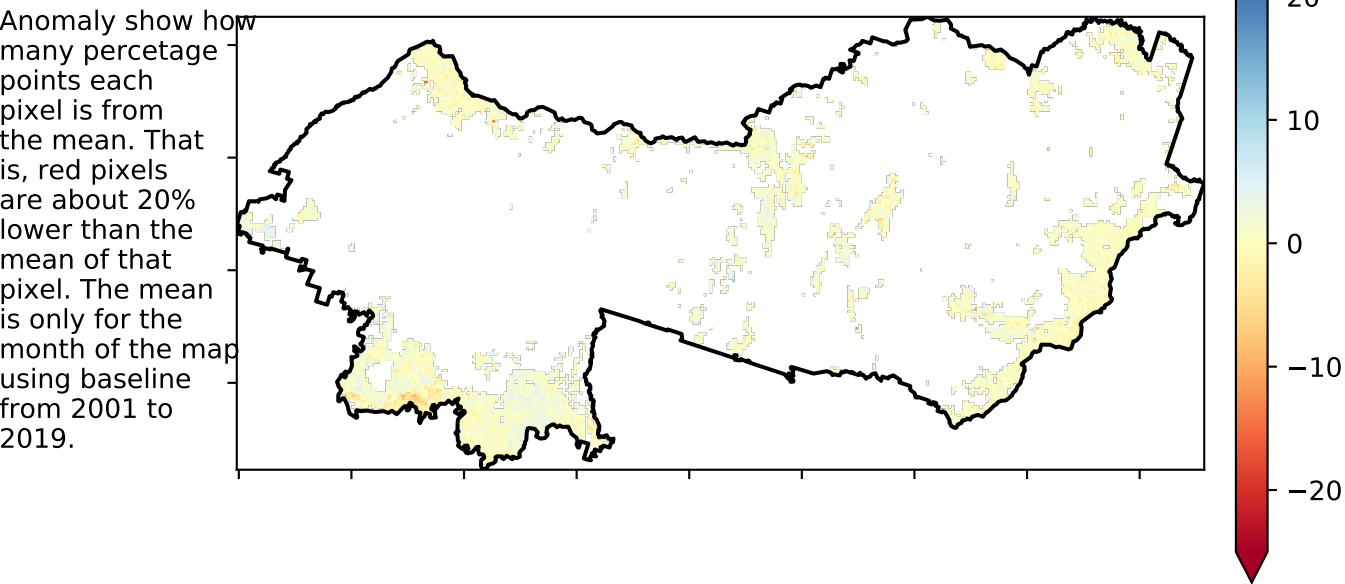 Anomaly show how
many percetage
points each
pixel is from
the mean. That
is, red pixels
are about 20%
lower than the
mean of that
pixel. The mean
is only for the
month of the map
using baseline
from 2001 to
2019.
20
10
0
−10
−20